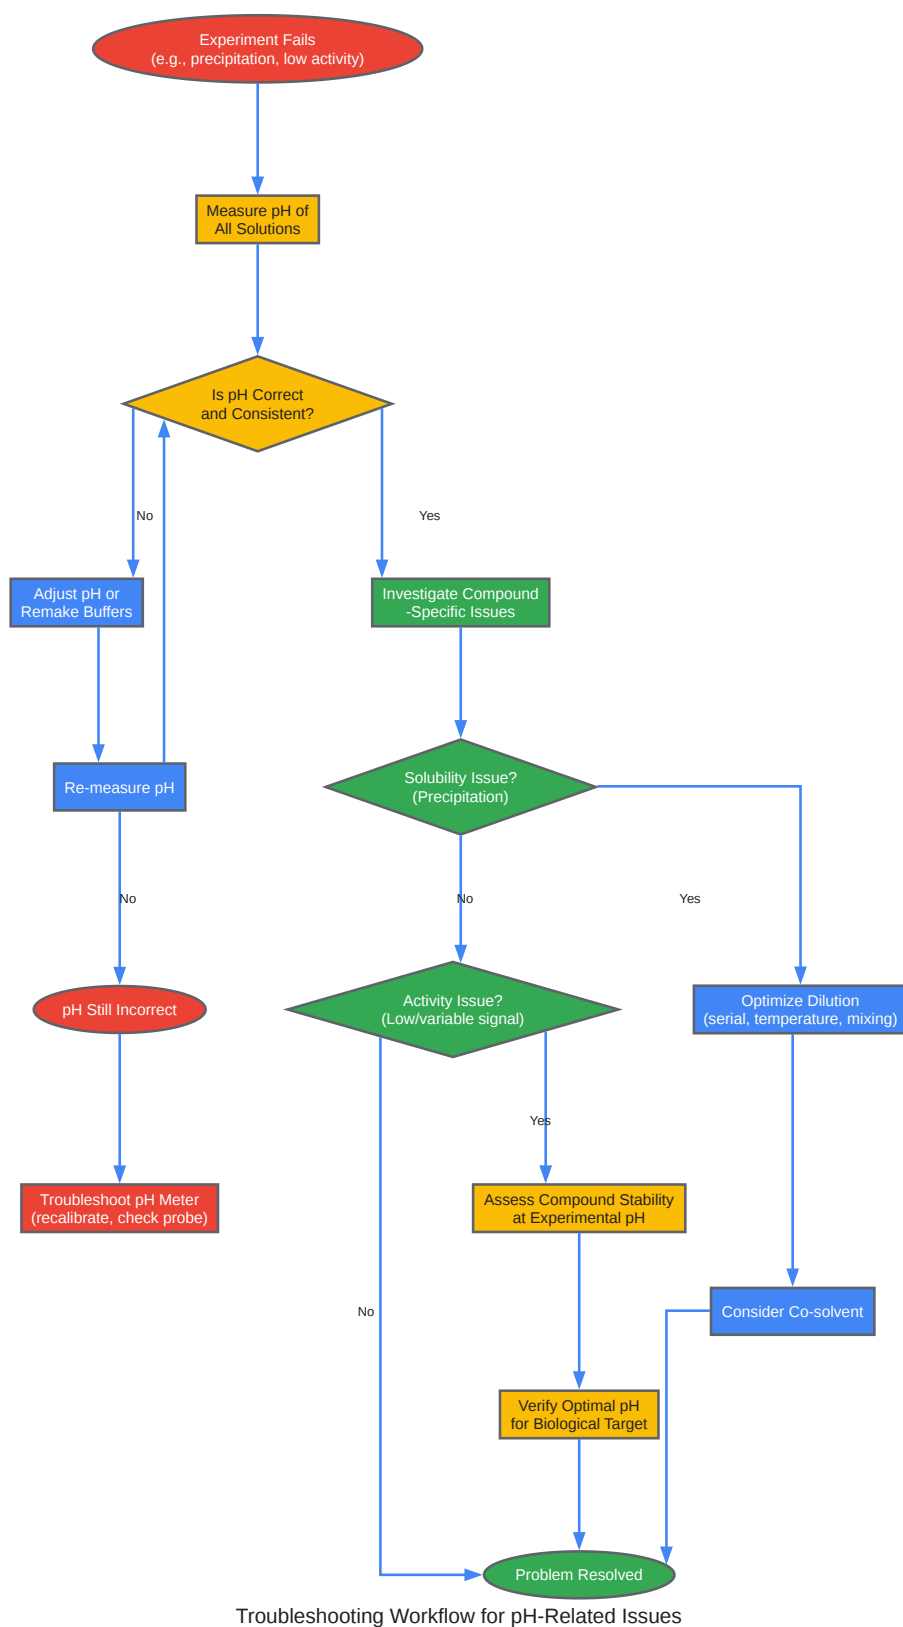 Experiment Fails
(e.g., precipitation, low activity)
Measure pH of
All Solutions
Is pH Correct
and Consistent?
No
Yes
Adjust pH or
Remake Buffers
Investigate Compound
-Specific Issues
Re-measure pH
Solubility Issue?
(Precipitation)
No
No
Yes
pH Still Incorrect
Activity Issue?
(Low/variable signal)
Optimize Dilution
(serial, temperature, mixing)
Yes
Troubleshoot pH Meter
(recalibrate, check probe)
Assess Compound Stability
at Experimental pH
No
Consider Co-solvent
Verify Optimal pH
for Biological Target
Problem Resolved
Troubleshooting Workflow for pH-Related Issues